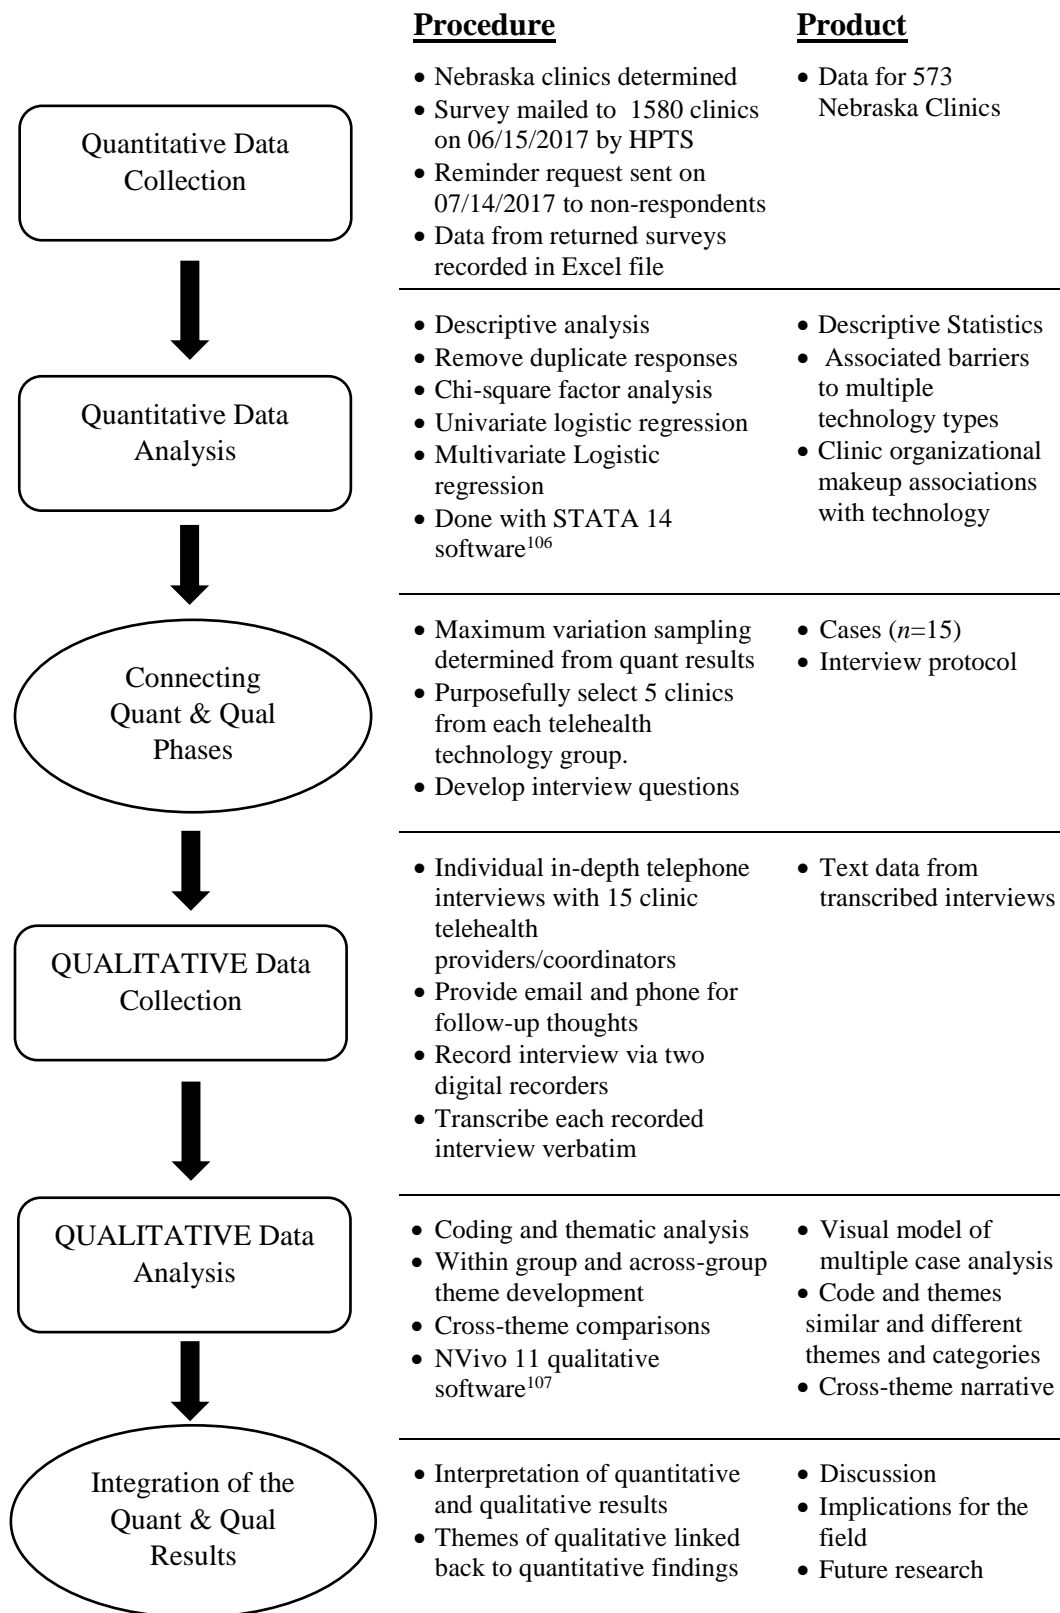 Procedure
Product
Quantitative Data
Collection
• Nebraska clinics determined
• Survey mailed to 1580 clinics
on 06/15/2017 by HPTS
• Reminder request sent on
07/14/2017 to non-respondents
• Data from returned surveys
recorded in Excel file
• Data for 573
Nebraska Clinics
Quantitative Data
Analysis
• Descriptive analysis
• Remove duplicate responses
• Chi-square factor analysis
• Univariate logistic regression
• Multivariate Logistic
regression
• Done with STATA 14
software106
• Descriptive Statistics
• Associated barriers
to multiple
technology types
• Clinic organizational
makeup associations
with technology
Connecting
Quant & Qual
Phases
• Maximum variation sampling
determined from quant results
• Purposefully select 5 clinics
from each telehealth
technology group.
• Develop interview questions
• Cases (n=15)
• Interview protocol
QUALITATIVE Data
Collection
• Individual in-depth telephone
interviews with 15 clinic
telehealth
providers/coordinators
• Provide email and phone for
follow-up thoughts
• Record interview via two
digital recorders
• Transcribe each recorded
interview verbatim
• Text data from
transcribed interviews
QUALITATIVE Data
Analysis
• Coding and thematic analysis
• Within group and across-group
theme development
• Cross-theme comparisons
• NVivo 11 qualitative
software107
• Visual model of
multiple case analysis
• Code and themes
similar and different
themes and categories
• Cross-theme narrative
Integration of the
Quant & Qual
Results
• Interpretation of quantitative
and qualitative results
• Themes of qualitative linked
back to quantitative findings
• Discussion
• Implications for the
field
• Future research